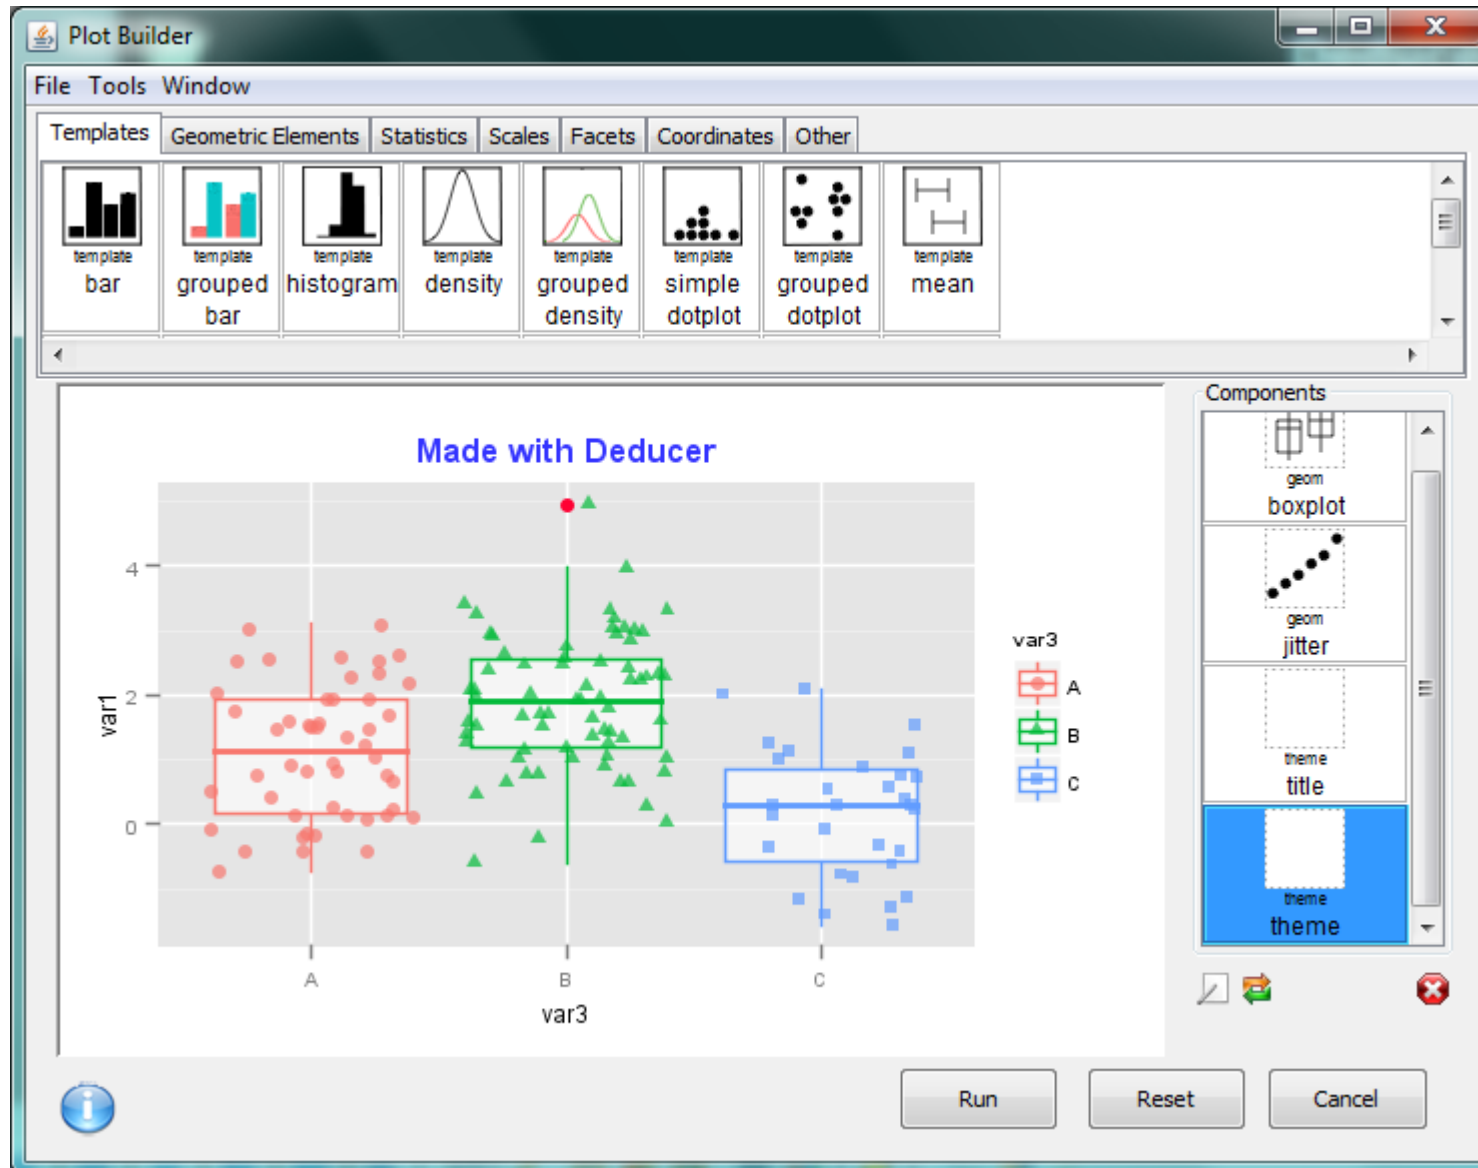 Plot Builder
File Tools Window
Templates Geometric Elements Statistics Scales Facets Coordinates Other
template template template template template template template template
bar grouped histogram density grouped simple grouped mean
bar density dotplot dotplot
Components
geom
boxplot
geom
jitter
theme
title
theme
theme
Made with Deducer
4
2
0
var1
A B C
var3
var3
A
B
C
Run Reset Cancel